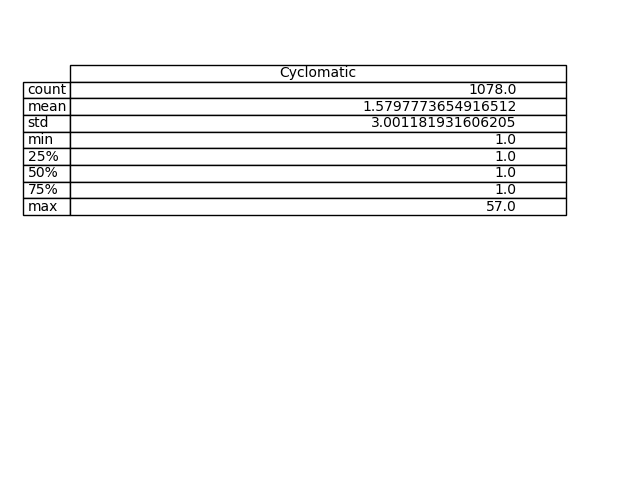 Cyclomatic
count 1078.0
mean 1.5797773654916512
std 3.001181931606205
min 1.0
25% 1.0
50% 1.0
75% 1.0
max 57.0